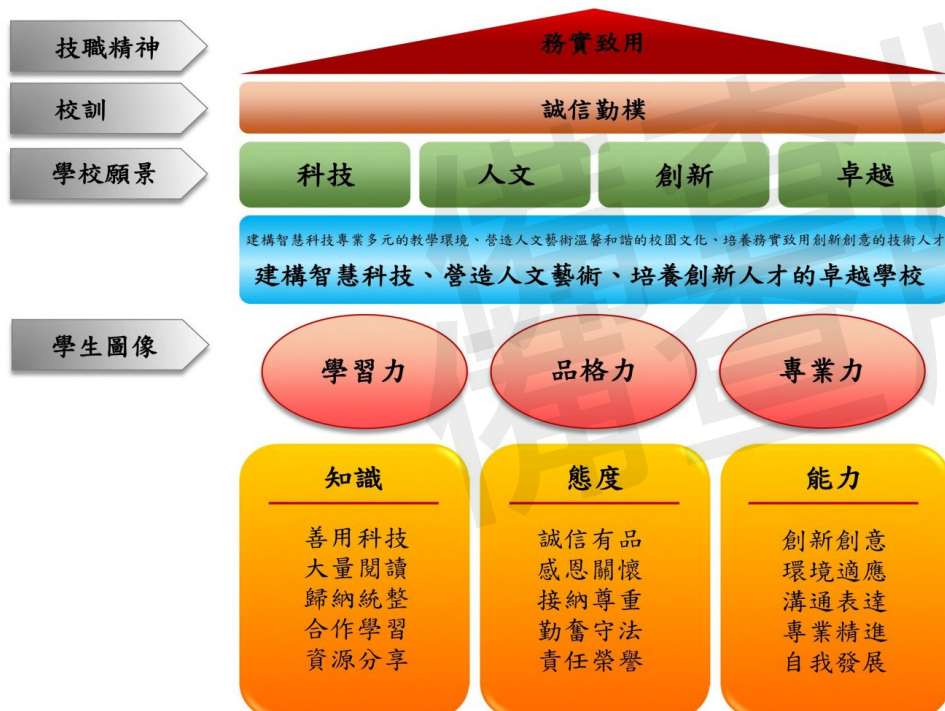 技職精神
務實致用
校訓
誠信勤樸
學校願景
科技
人文
創新
卓越
建構智慧科技專業多元的教學環境、營造人文藝術溫馨和諧的校園文化、培養務實致用創新創意的技術人才
建構智慧科技、營造人文藝術、培養創新人才的卓越學校
學生圖像
學習力
品格力
專業力
知識
善用科技
大量閱讀
歸納統整
合作學習
資源分享
態度
誠信有品
感恩關懷
接納尊重
勤奮守法
責任榮譽
能力
創新創意
環境適應
溝通表達
專業精進
自我發展
備查
備查